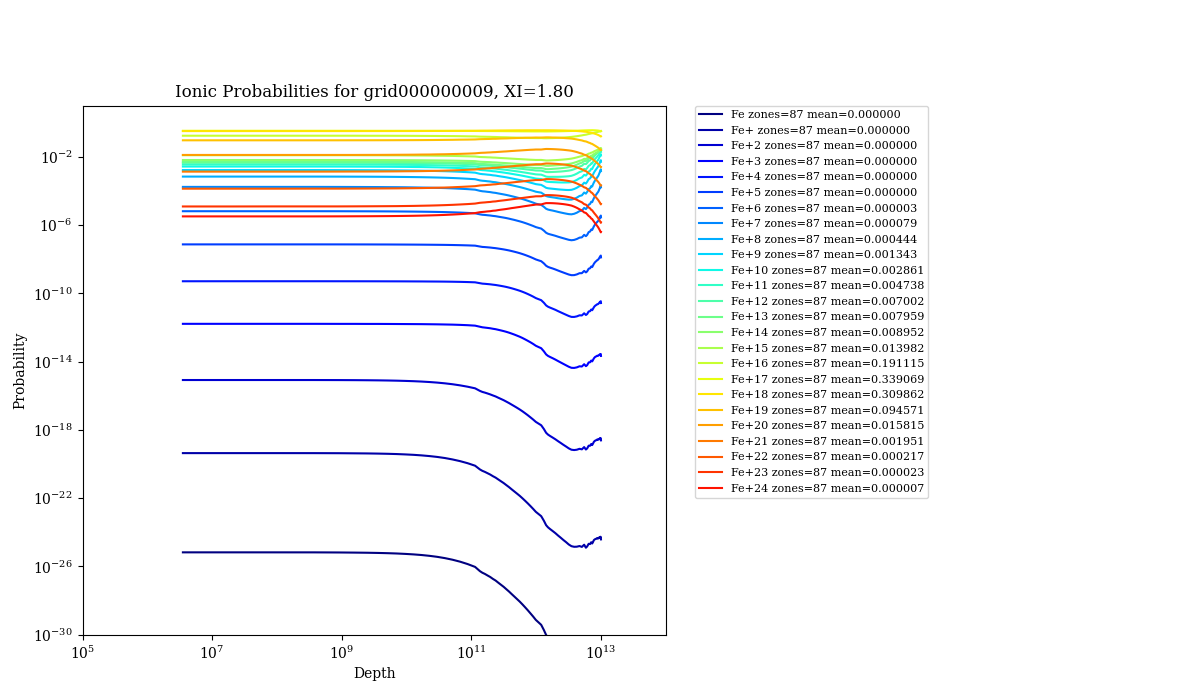 Ionic Probabilities for grid000000009, XI=1.80
Probability
10^-2
10^-6
10^-10
10^-14
10^-18
10^-22
10^-26
10^-30
10^5
10^7
10^9
10^11
10^13
Depth
Fe zones=87 mean=0.000000
Fe+ zones=87 mean=0.000000
Fe+2 zones=87 mean=0.000000
Fe+3 zones=87 mean=0.000000
Fe+4 zones=87 mean=0.000000
Fe+5 zones=87 mean=0.000000
Fe+6 zones=87 mean=0.000003
Fe+7 zones=87 mean=0.000079
Fe+8 zones=87 mean=0.000444
Fe+9 zones=87 mean=0.001343
Fe+10 zones=87 mean=0.002861
Fe+11 zones=87 mean=0.004738
Fe+12 zones=87 mean=0.007002
Fe+13 zones=87 mean=0.007959
Fe+14 zones=87 mean=0.008952
Fe+15 zones=87 mean=0.013982
Fe+16 zones=87 mean=0.191115
Fe+17 zones=87 mean=0.339069
Fe+18 zones=87 mean=0.309862
Fe+19 zones=87 mean=0.094571
Fe+20 zones=87 mean=0.015815
Fe+21 zones=87 mean=0.001951
Fe+22 zones=87 mean=0.000217
Fe+23 zones=87 mean=0.000023
Fe+24 zones=87 mean=0.000007